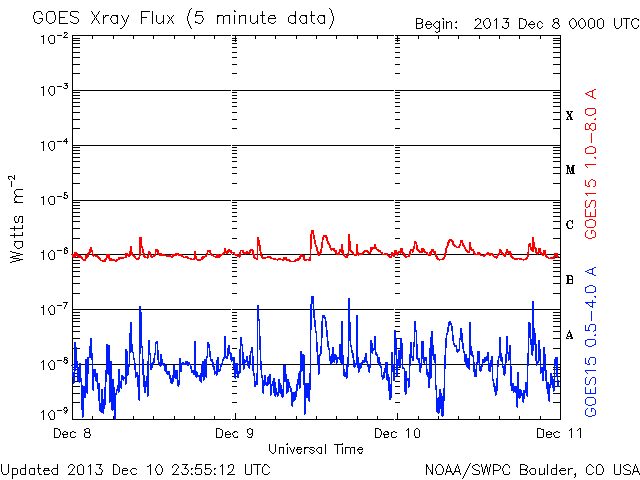 GOES Xray Flux (5 minute data)
Begin: 2013 Dec 8 0000 UTC
10⁻²
10⁻³
10⁻⁴
10⁻⁵
10⁻⁶
10⁻⁷
10⁻⁸
10⁻⁹
Watts m⁻²
X
M
C
B
A
GOES15 1.0-8.0 A
GOES15 0.5-4.0 A
Dec 8
Dec 9
Dec 10
Dec 11
Universal Time
Updated 2013 Dec 10 23:55:12 UTC
NOAA/SWPC Boulder, CO USA